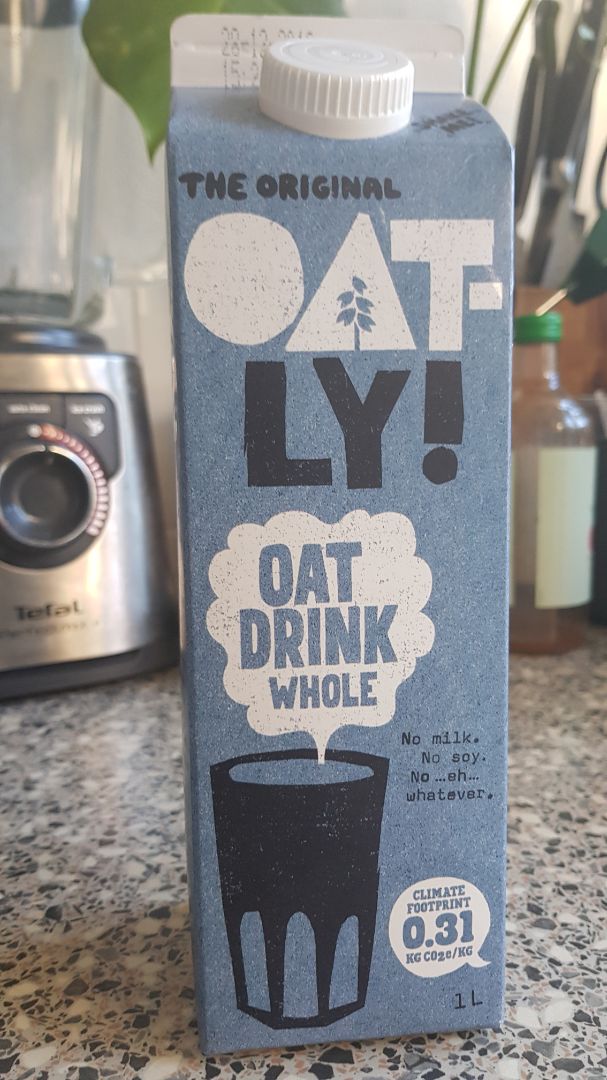 THE ORIGINAL
OAT-
LY!
OAT
DRINK
WHOLE
No milk.
No soy.
No ...eh...
whatever.
CLIMATE
FOOTPRINT
0.31
KG CO2e/KG
1 L
Tefal